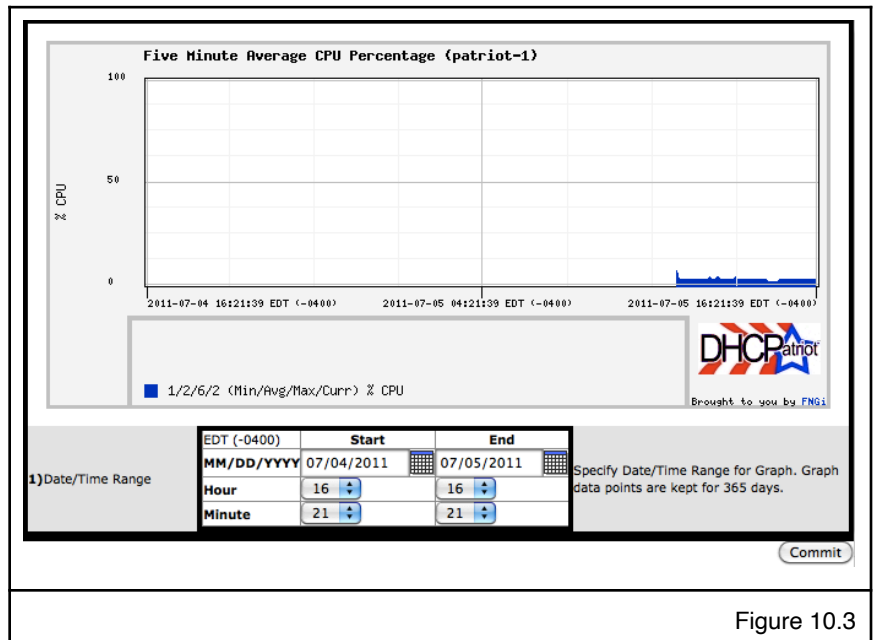 Five Minute Average CPU Percentage (patriot-1)
100
50
0
% CPU
2011-07-04 16:21:39 EDT (-0400) 2011-07-05 04:21:39 EDT (-0400) 2011-07-05 16:21:39 EDT (-0400)
1/2/6/2 (Min/Avg/Max/Curr) % CPU
DHCPatriot
Brought to you by FNGi
1)Date/Time Range
EDT (-0400) Start End
MM/DD/YYYY 07/04/2011 07/05/2011
Hour 16 16
Minute 21 21
Specify Date/Time Range for Graph. Graph
data points are kept for 365 days.
Commit
Figure 10.3